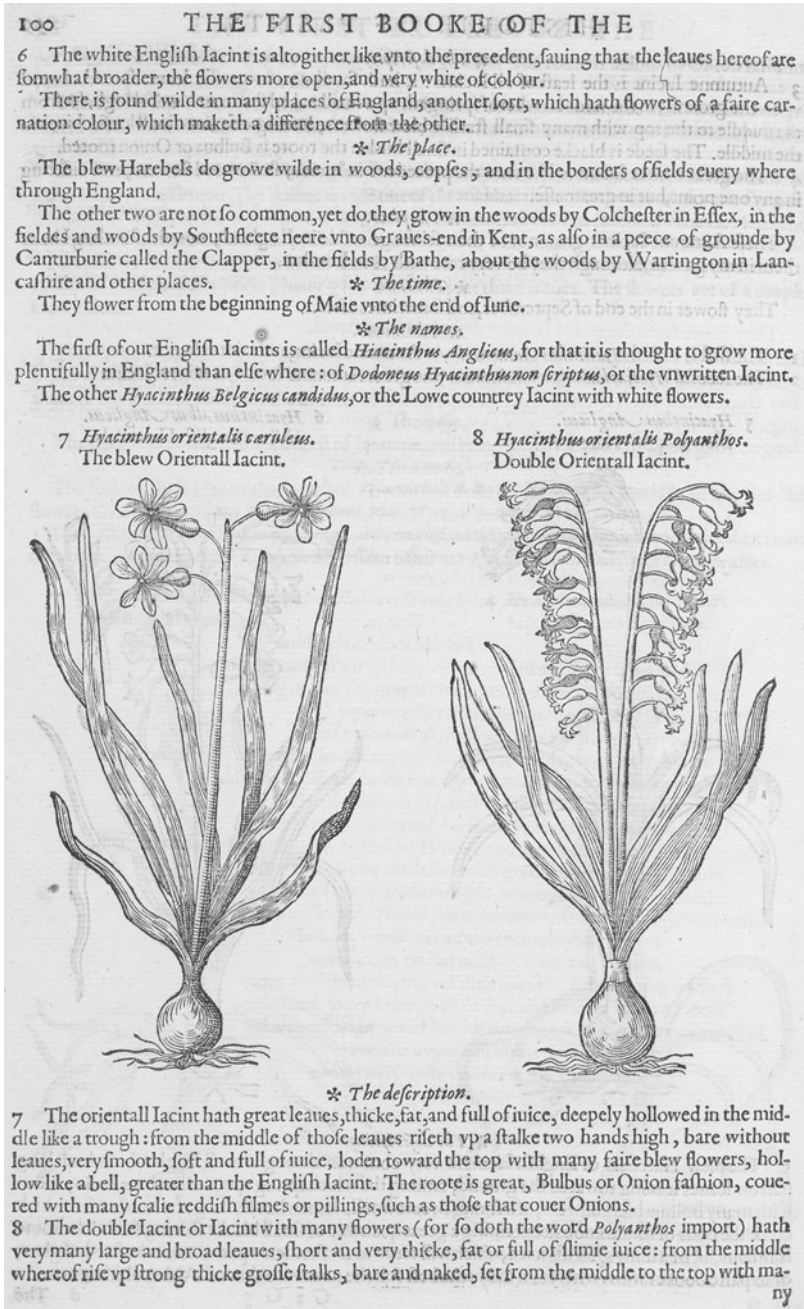 100 THE FIRST BOOKE OF THE
6 The white Engliſh Iacint is altogither like vnto the precedent,ſauing that the leaues hereof are
ſomwhat broader, the flowers more open,and very white of colour.
There is found wilde in many places of England, another ſort, which hath flowers of a faire car-
nation colour, which maketh a difference from the other.
✻ The place.
The blew Harebels do growe wilde in woods, copſes, and in the borders of fields euery where
through England.
The other two are not ſo common,yet do they grow in the woods by Colcheſter in Eſſex, in the
fieldes and woods by Southfleete neere vnto Graues-end in Kent, as alſo in a peece of grounde by
Canturburie called the Clapper, in the fields by Bathe, about the woods by Warrington in Lan-
caſhire and other places. ✻ The time.
They flower from the beginning of Maie vnto the end of Iune.
✻ The names.
The firſt of our Engliſh Iacints is called Hiacinthus Anglicus, for that it is thought to grow more
plentifully in England than elſe where : of Dodoneus Hyacinthus non ſcriptus, or the vnwritten Iacint.
The other Hyacinthus Belgicus candidus,or the Lowe countrey Iacint with white flowers.
7 Hyacinthus orientalis cæruleus.
The blew Orientall Iacint.
8 Hyacinthus orientalis Polyanthos.
Double Orientall Iacint.
✻ The deſcription.
7 The orientall Iacint hath great leaues,thicke,fat,and full of iuice, deepely hollowed in the mid-
dle like a trough : from the middle of thoſe leaues riſeth vp a ſtalke two hands high, bare without
leaues,very ſmooth, ſoft and full of iuice, loden toward the top with many faire blew flowers, hol-
low like a bell, greater than the Engliſh Iacint. The roote is great, Bulbus or Onion faſhion, coue-
red with many ſcalie reddiſh filmes or pillings,ſuch as thoſe that couer Onions.
8 The double Iacint or Iacint with many flowers ( for ſo doth the word Polyanthos import ) hath
very many large and broad leaues, ſhort and very thicke, fat or full of ſlimie iuice : from the middle
whereof riſe vp ſtrong thicke groſſe ſtalks, bare and naked, ſet from the middle to the top with ma-
ny